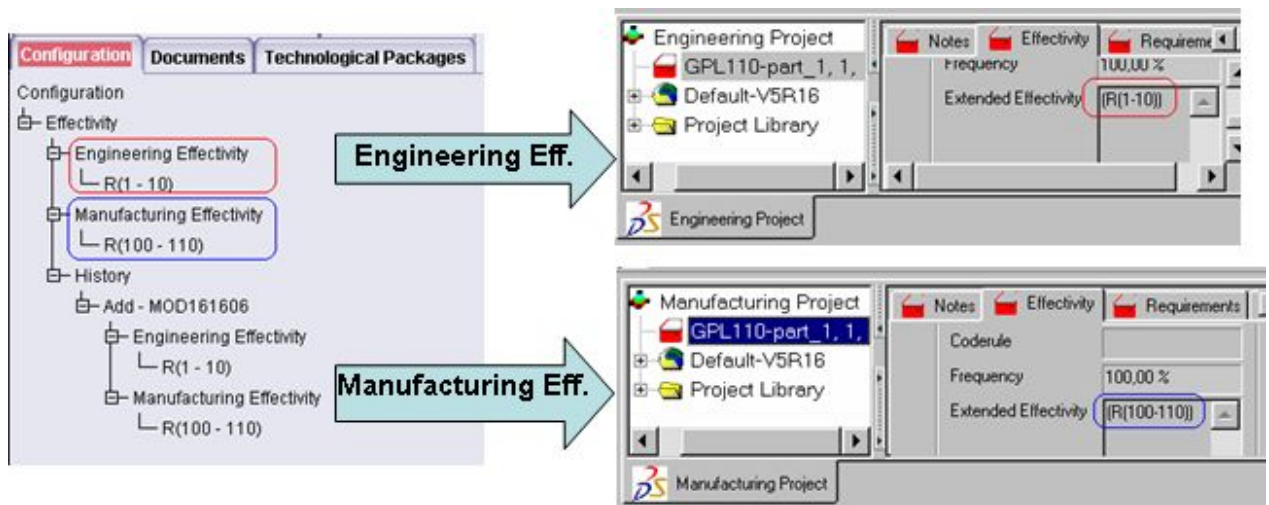 Configuration Documents Technological Packages
Configuration
Effectivity
Engineering Effectivity
R(1 - 10)
Manufacturing Effectivity
R(100 - 110)
History
Add - MOD161606
Engineering Effectivity
R(1 - 10)
Manufacturing Effectivity
R(100 - 110)
Engineering Eff.
Manufacturing Eff.
Engineering Project
GPL110-part_1, 1,
Default-V5R16
Project Library
Notes Effectivity Requireme
Frequency 100,00 %
Extended Effectivity (R(1-10))
Engineering Project
Manufacturing Project
GPL110-part_1, 1,
Default-V5R16
Project Library
Notes Effectivity Requirements
Coderule
Frequency 100,00 %
Extended Effectivity (R(100-110))
Manufacturing Project